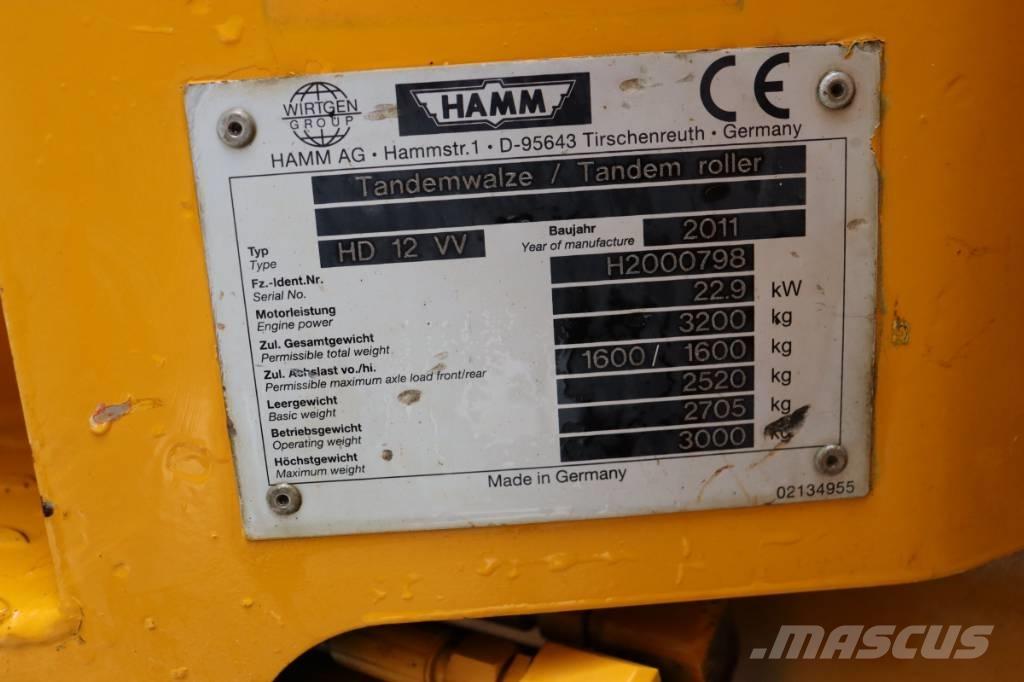 WIRTGEN
GROUP
HAMM
CE
HAMM AG · Hammstr.1 · D-95643 Tirschenreuth · Germany
Tandemwalze / Tandem roller
Typ
Type
HD 12 VV
Baujahr
Year of manufacture
2011
Fz.-Ident.Nr.
Serial No.
H2000798
Motorleistung
Engine power
22.9 kW
Zul. Gesamtgewicht
Permissible total weight
3200 kg
Zul. Achslast vo./hi.
Permissible maximum axle load front/rear
1600/ 1600 kg
Leergewicht
Basic weight
2520 kg
Betriebsgewicht
Operating weight
2705 kg
Höchstgewicht
Maximum weight
3000 kg
Made in Germany
02134955
MASCUS